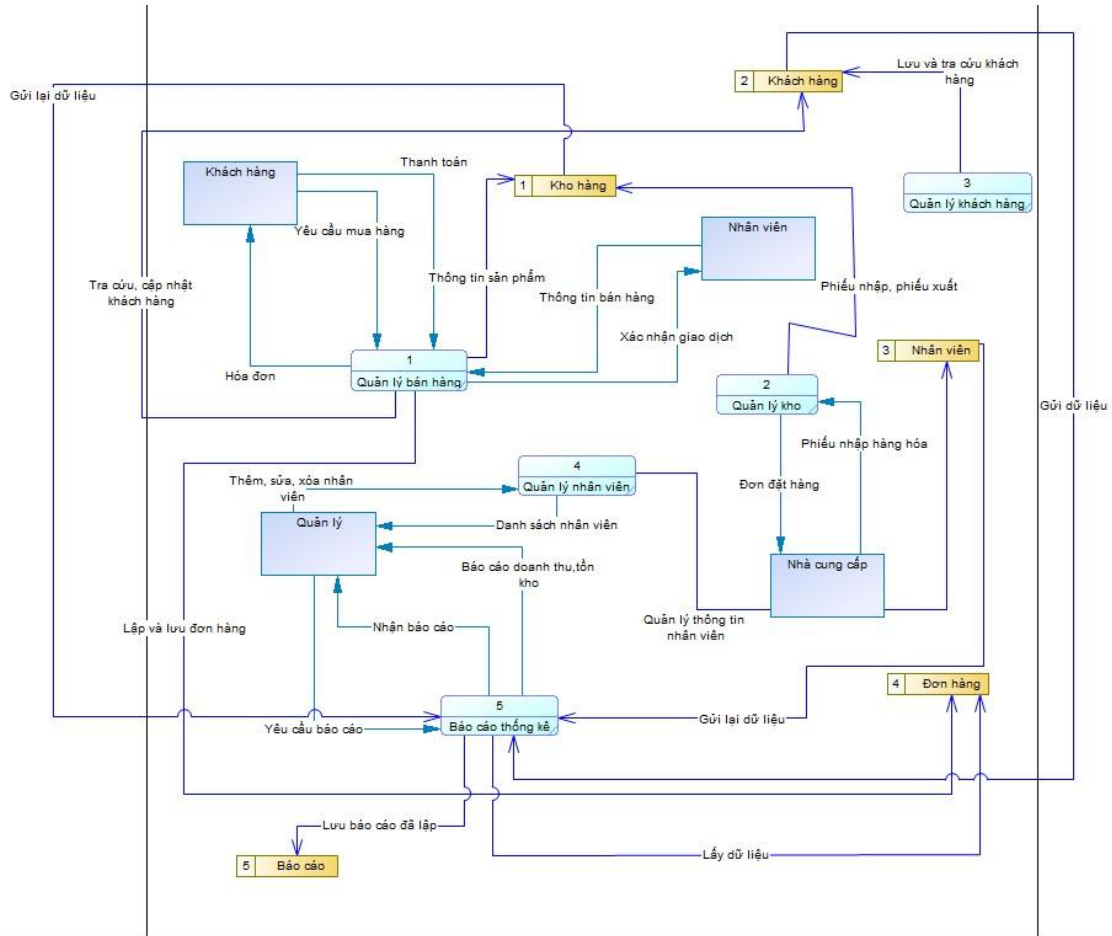 Lưu và tra cứu khách
hàng
2 Khách hàng
Gửi lại dữ liệu
Thanh toán
Khách hàng
1 Kho hàng
3
Quản lý khách hàng
Yêu cầu mua hàng
Nhân viên
Tra cứu, cập nhật
khách hàng
Thông tin sản phẩm
Thông tin bán hàng
Phiếu nhập, phiếu xuất
Xác nhận giao dịch
3 Nhân viên
1
Quản lý bán hàng
Hóa đơn
2
Quản lý kho
Gửi dữ liệu
Phiếu nhập hàng hóa
4
Quản lý nhân viên
Thêm, sửa, xóa nhân
viên
Đơn đặt hàng
Quản lý
Danh sách nhân viên
Báo cáo doanh thu,tồn
kho
Nhà cung cấp
Lập và lưu đơn hàng
Nhận báo cáo
Quản lý thông tin
nhân viên
4 Đơn hàng
5
Báo cáo thống kê
Gửi lại dữ liệu
Yêu cầu báo cáo
Lưu báo cáo đã lập
Lấy dữ liệu
5 Báo cáo